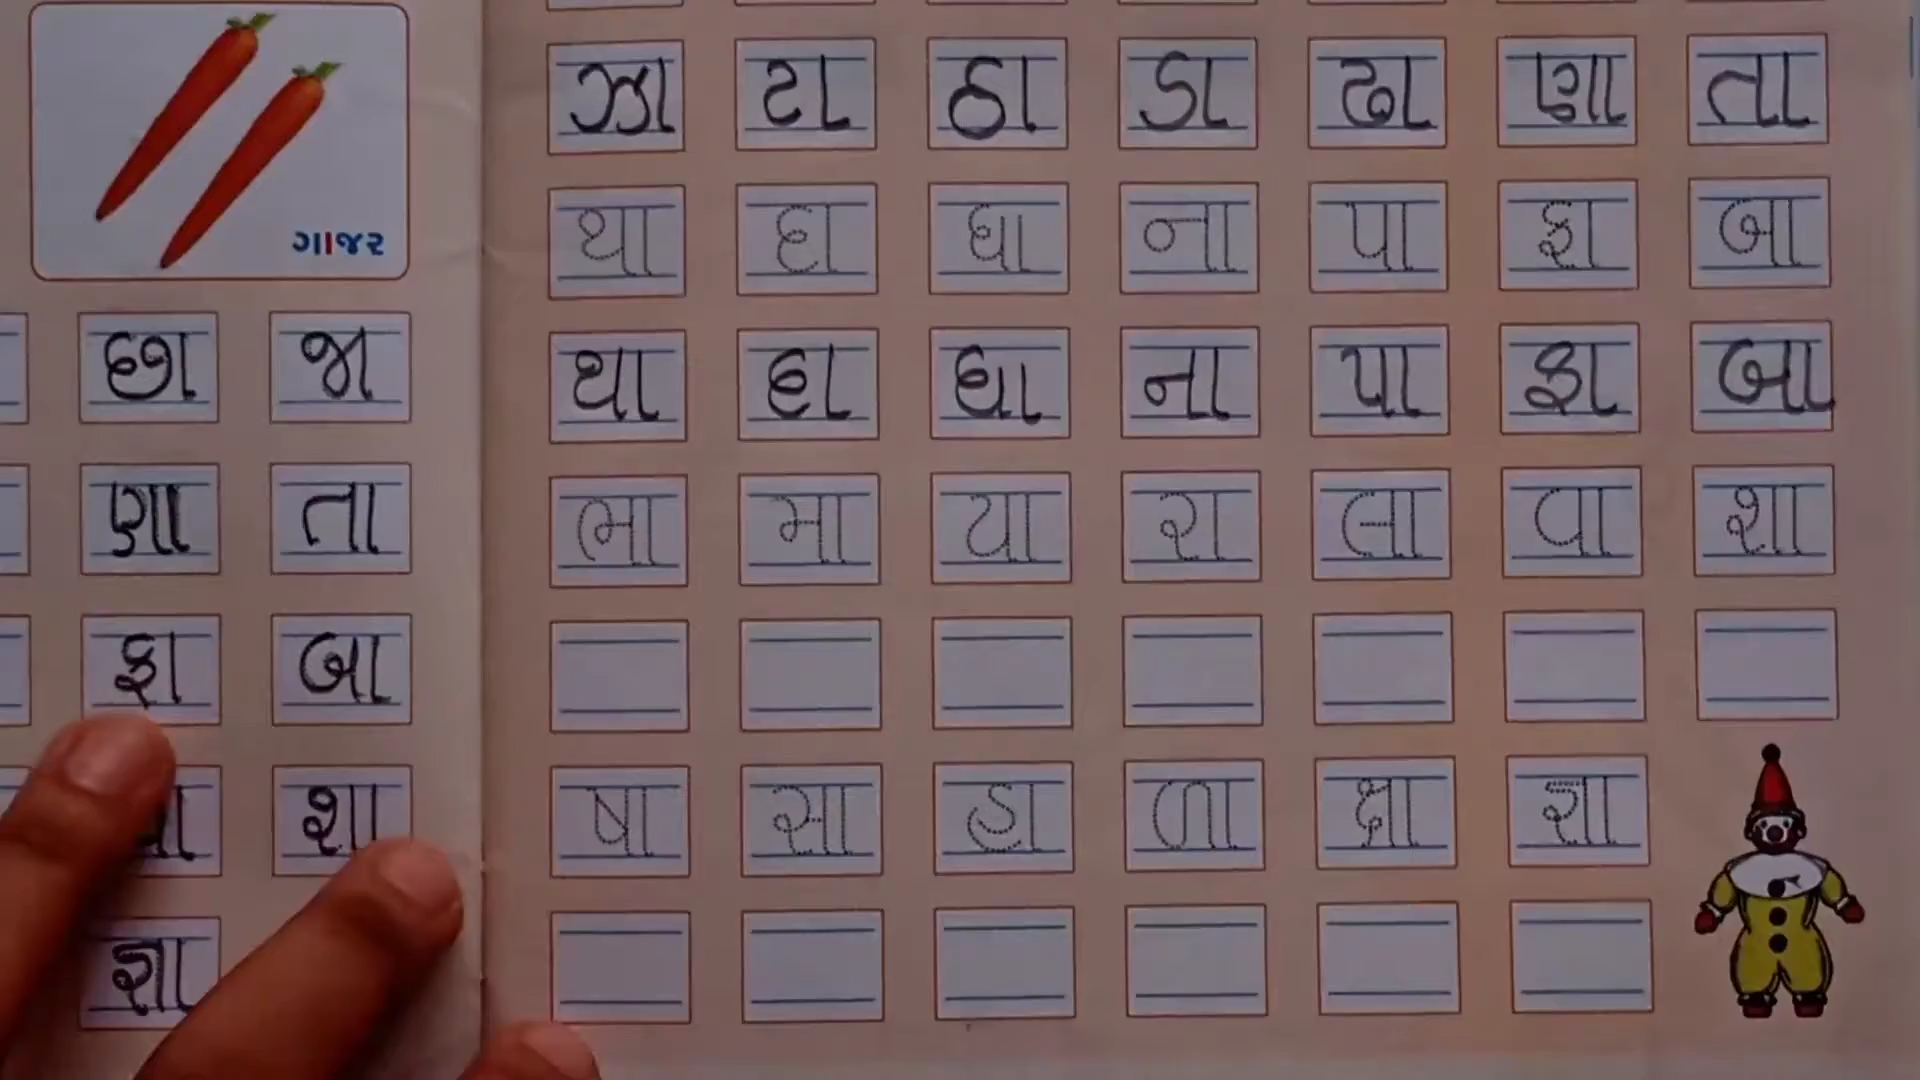 ગાજર
છા જા
ણા તા
ફા બા
શા
જ્ઞા
ઝા ટા ઠા ડા ઢા ણા તા
થા દા ધા ના પા ફા બા
થા દા ધા ના પા ફા બા
ભા મા યા રા લા વા શા
ષા સા હા ળા ક્ષા જ્ઞા